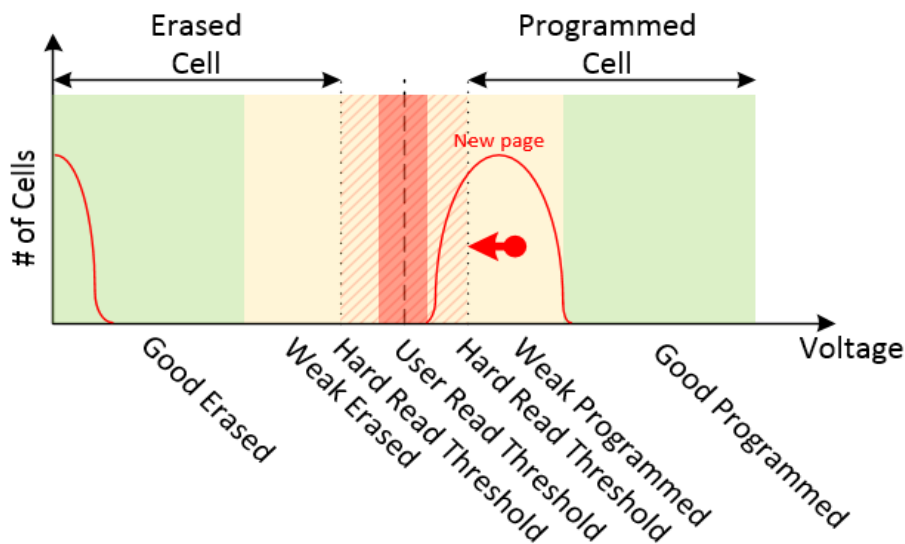 Erased
Cell
Programmed
Cell
# of Cells
New page
Voltage
Good Erased
Weak Erased
Hard Read Threshold
User Read Threshold
Hard Read Threshold
Weak Programmed
Good Programmed